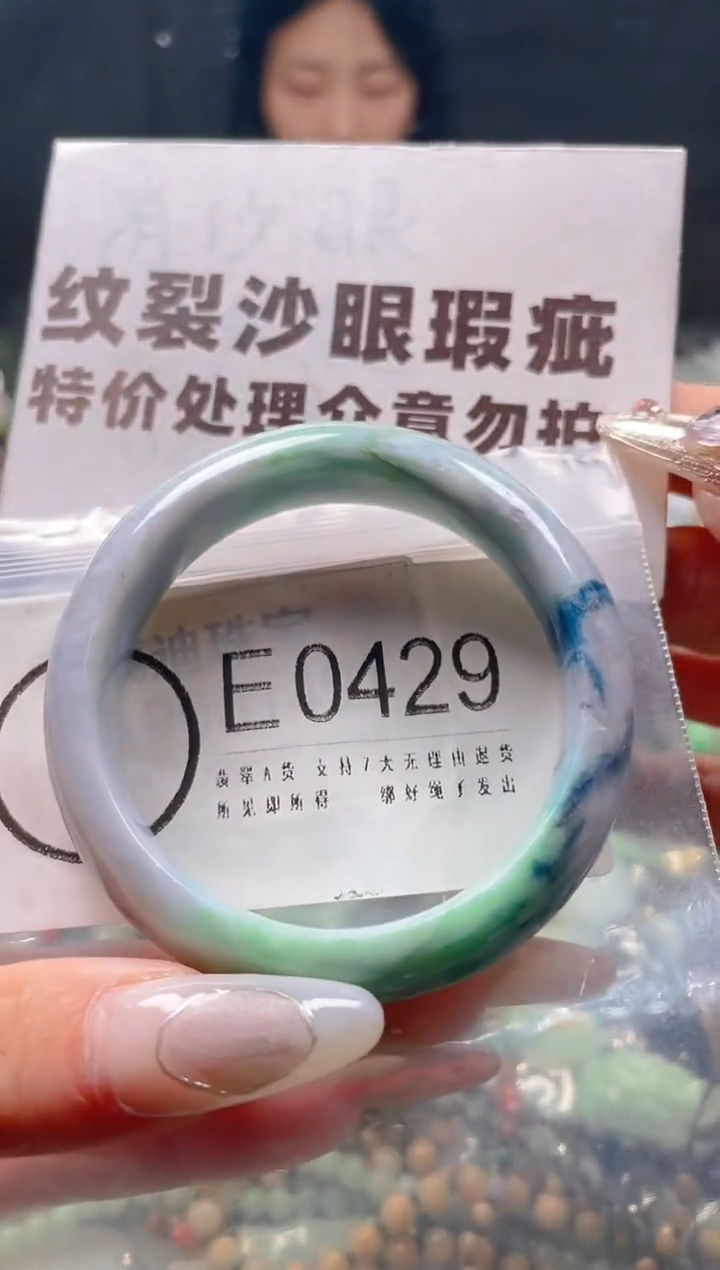 纹裂沙眼瑕疵
特价处理介意勿拍
E0429
翡翠A货 支持7天无理由退货
所见即所得 绑好绳子发出